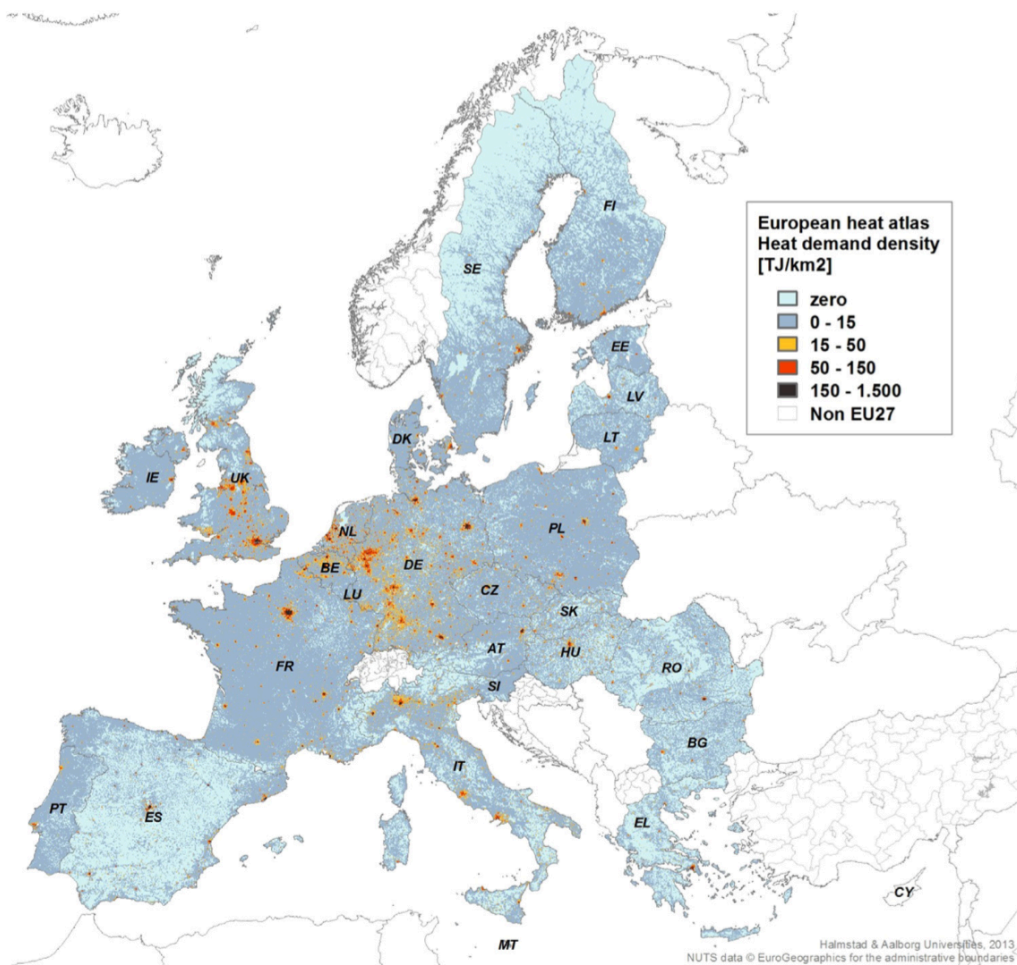 European heat atlas
Heat demand density
[TJ/km2]
zero
0 - 15
15 - 50
50 - 150
150 - 1.500
Non EU27
FI
SE
EE
LV
DK
LT
IE
UK
NL
PL
BE
DE
LU
CZ
SK
AT
HU
FR
RO
SI
BG
IT
PT
ES
EL
CY
MT
Halmstad & Aalborg Universities, 2013
NUTS data © EuroGeographics for the administrative boundaries